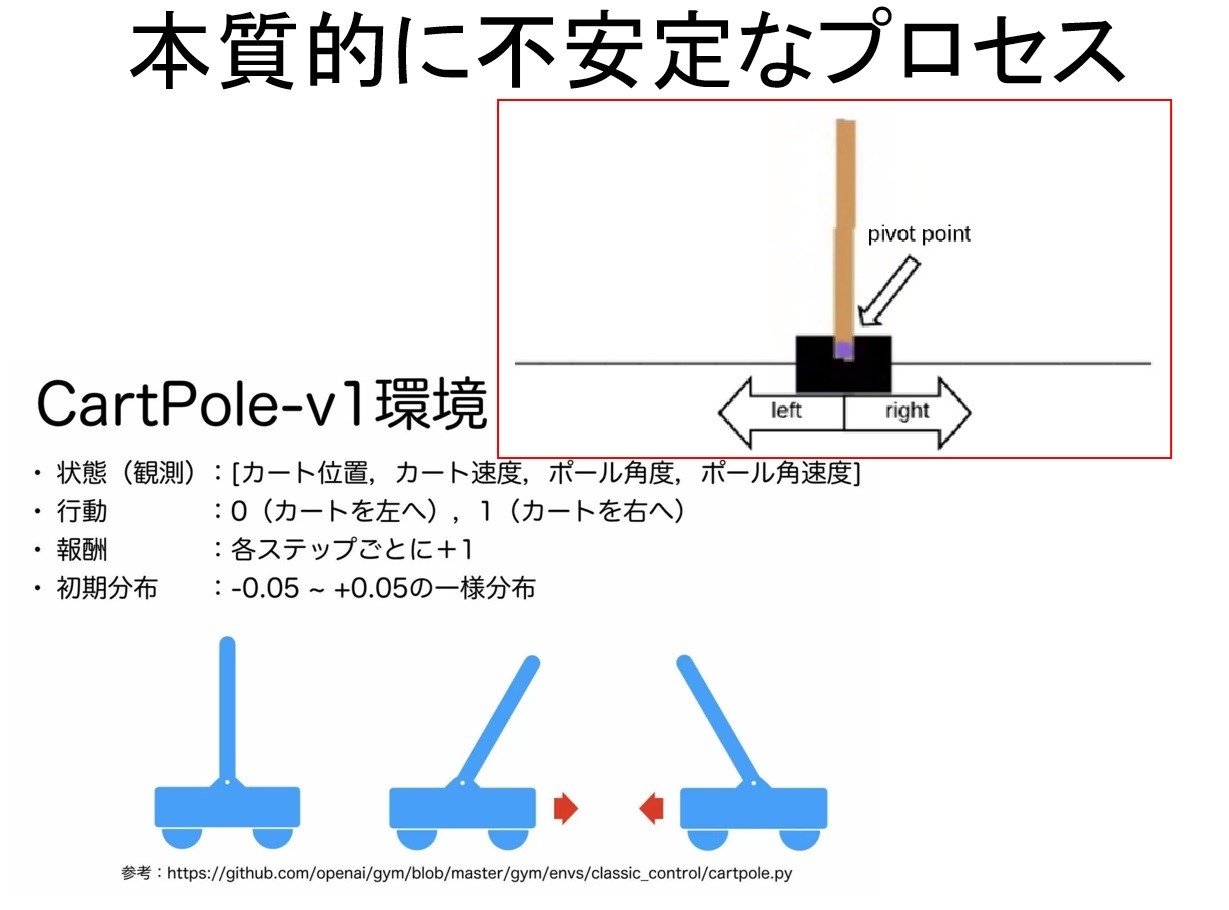 本質的に不安定なプロセス
pivot point
left
right
CartPole-v1環境
・ 状態（観測）：[カート位置，カート速度，ポール角度，ポール角速度]
・ 行動　　　　：0（カートを左へ）, 1（カートを右へ）
・ 報酬　　　　：各ステップごとに＋1
・ 初期分布　　：-0.05 ~ +0.05の一様分布
参考：https://github.com/openai/gym/blob/master/gym/envs/classic_control/cartpole.py